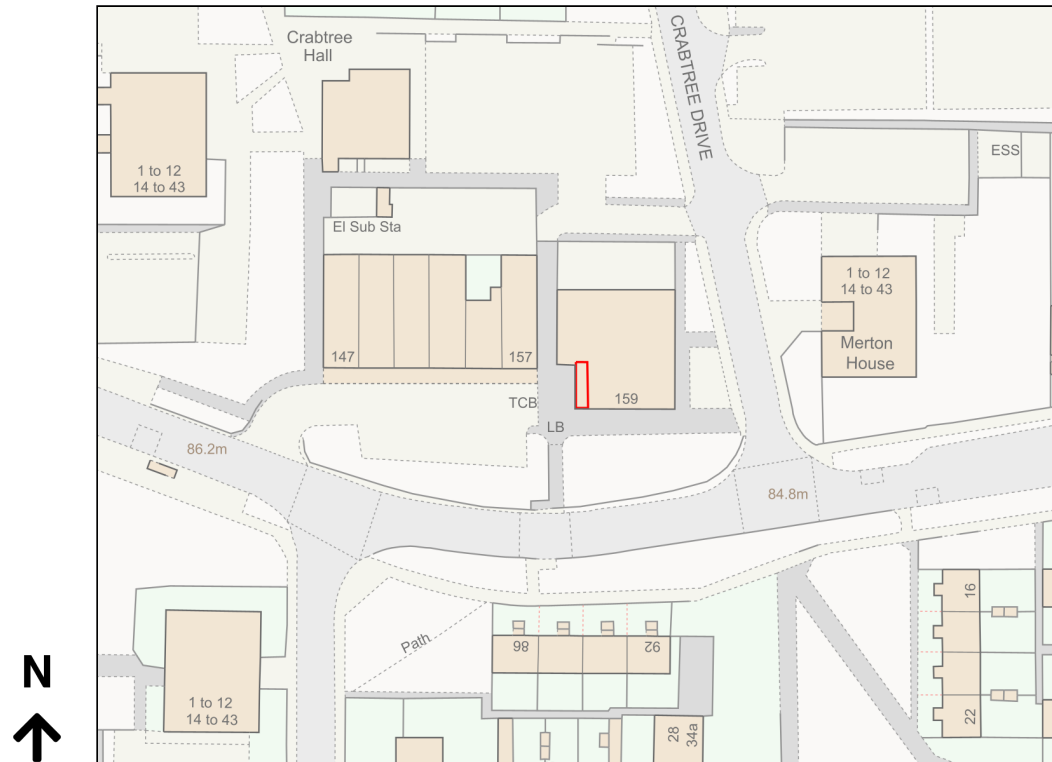 Crabtree
Hall
CRABTREE DRIVE
1 to 12
14 to 43
ESS
El Sub Sta
1 to 12
14 to 43
Merton
House
147
157
159
TCB
LB
86.2m
84.8m
Path
86
92
16
22
1 to 12
14 to 43
28
34a
N